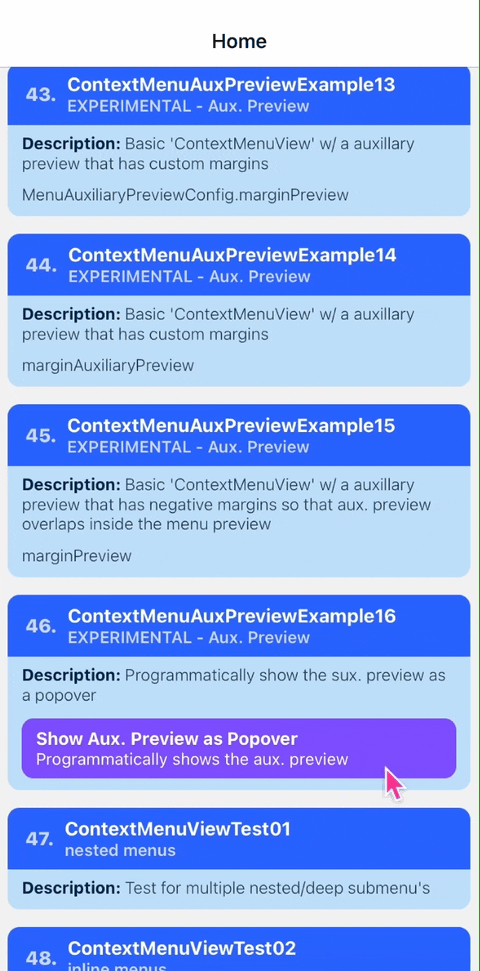 Home
43. ContextMenuAuxPreviewExample13
EXPERIMENTAL - Aux. Preview
Description: Basic 'ContextMenuView' w/ a auxillary
preview that has custom margins
MenuAuxiliaryPreviewConfig.marginPreview
44. ContextMenuAuxPreviewExample14
EXPERIMENTAL - Aux. Preview
Description: Basic 'ContextMenuView' w/ a auxillary
preview that has custom margins
marginAuxiliaryPreview
45. ContextMenuAuxPreviewExample15
EXPERIMENTAL - Aux. Preview
Description: Basic 'ContextMenuView' w/ a auxillary
preview that has negative margins so that aux. preview
overlaps inside the menu preview
marginPreview
46. ContextMenuAuxPreviewExample16
EXPERIMENTAL - Aux. Preview
Description: Programmatically show the sux. preview as
a popover
Show Aux. Preview as Popover
Programmatically shows the aux. preview
47. ContextMenuViewTest01
nested menus
Description: Test for multiple nested/deep submenu's
48. ContextMenuViewTest02
inline menus